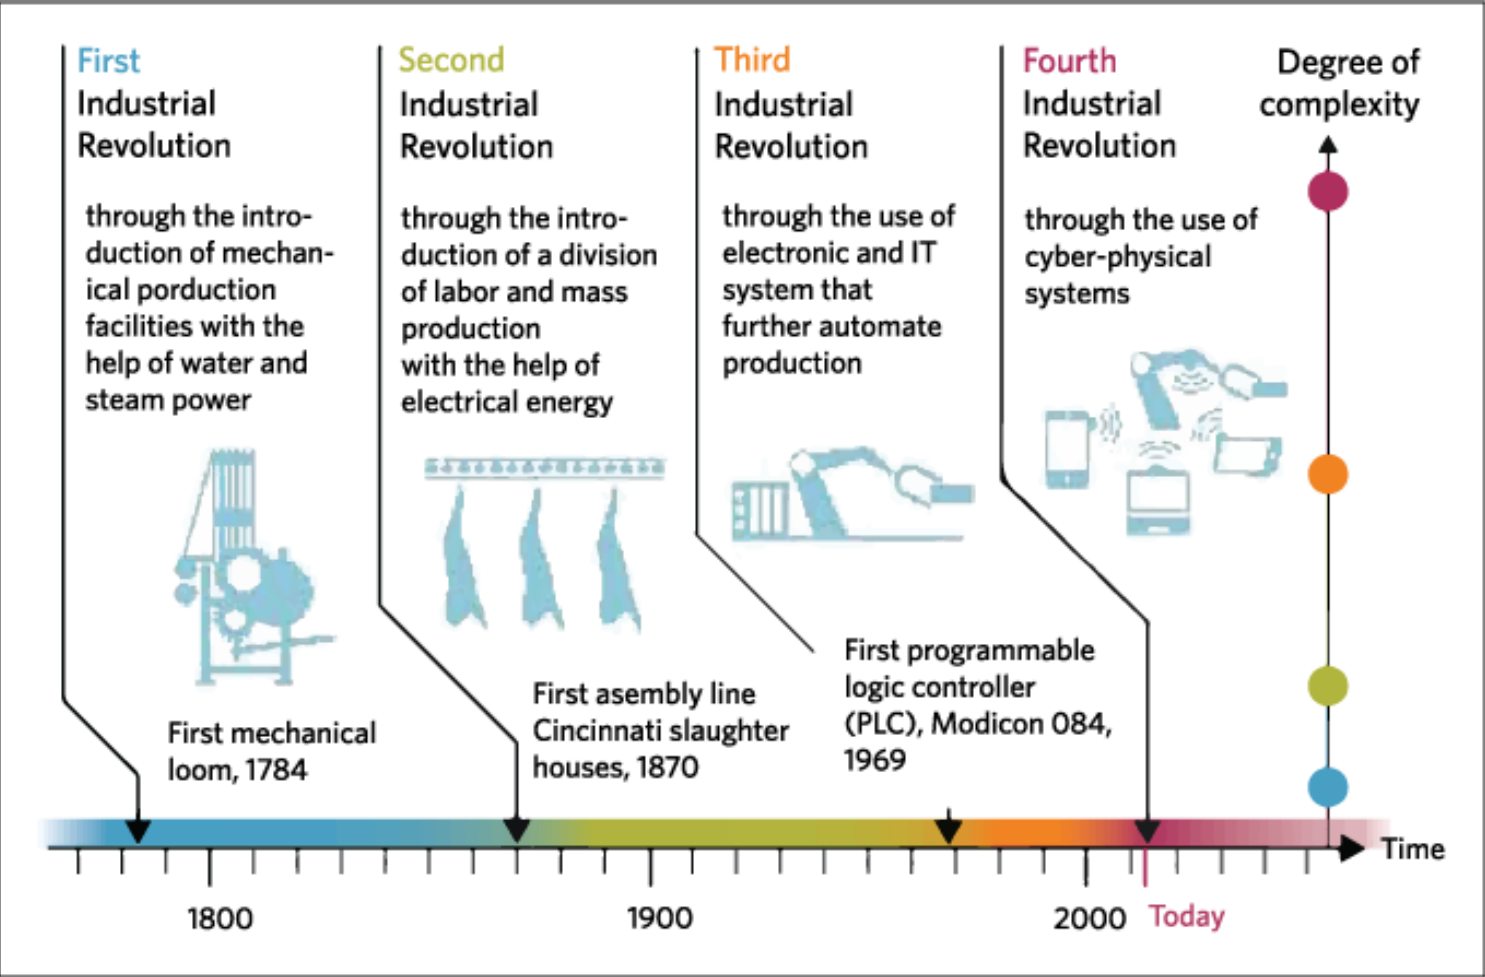 First
Industrial
Revolution
through the intro-
duction of mechan-
ical porduction
facilities with the
help of water and
steam power
First mechanical
loom, 1784
Second
Industrial
Revolution
through the intro-
duction of a division
of labor and mass
production
with the help of
electrical energy
First asembly line
Cincinnati slaughter
houses, 1870
Third
Industrial
Revolution
through the use of
electronic and IT
system that
further automate
production
First programmable
logic controller
(PLC), Modicon 084,
1969
Fourth
Industrial
Revolution
through the use of
cyber-physical
systems
Degree of
complexity
Time
1800
1900
2000
Today